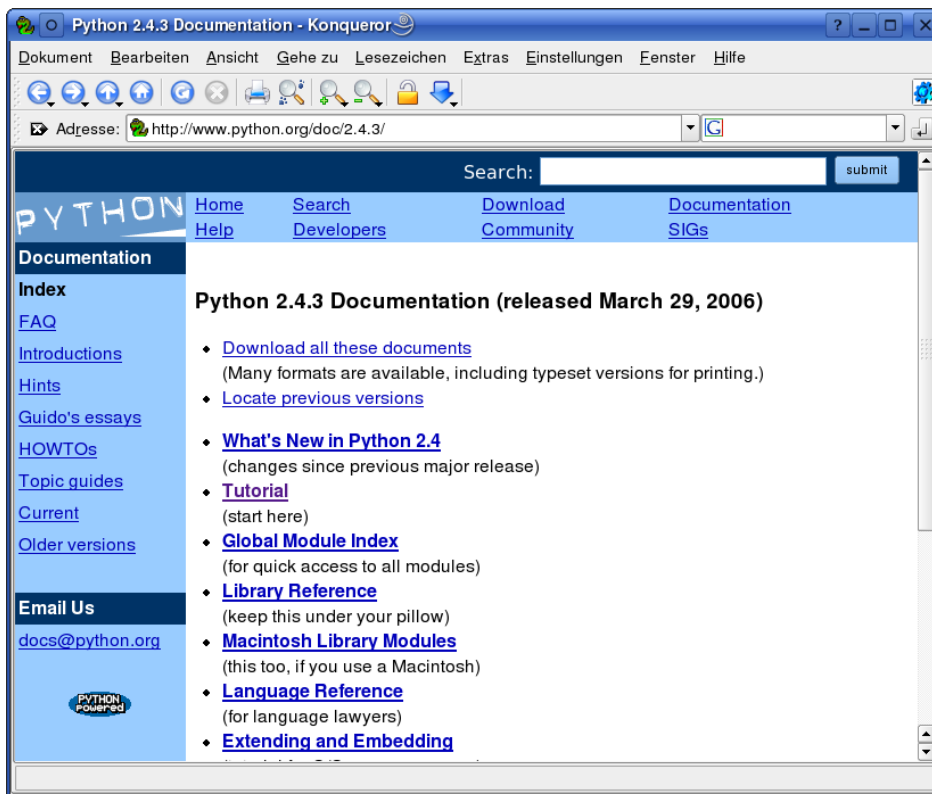 Python 2.4.3 Documentation - Konqueror
Dokument Bearbeiten Ansicht Gehe zu Lesezeichen Extras Einstellungen Fenster Hilfe
Adresse: http://www.python.org/doc/2.4.3/
Search: submit
PYTHON
Home Search Download Documentation
Help Developers Community SIGs
Documentation
Index
FAQ
Introductions
Hints
Guido's essays
HOWTOs
Topic guides
Current
Older versions
Email Us
docs@python.org
PYTHON
powered
Python 2.4.3 Documentation (released March 29, 2006)
Download all these documents
(Many formats are available, including typeset versions for printing.)
Locate previous versions
What's New in Python 2.4
(changes since previous major release)
Tutorial
(start here)
Global Module Index
(for quick access to all modules)
Library Reference
(keep this under your pillow)
Macintosh Library Modules
(this too, if you use a Macintosh)
Language Reference
(for language lawyers)
Extending and Embedding